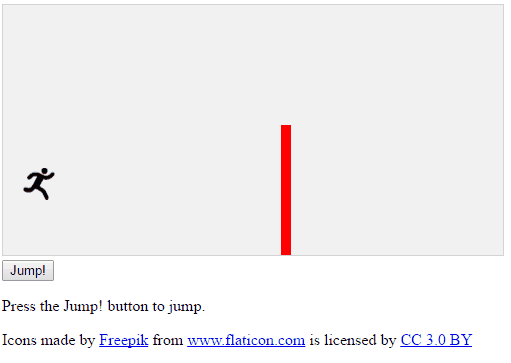 Jump!
Press the Jump! button to jump.
Icons made by Freepik from www.flaticon.com is licensed by CC 3.0 BY